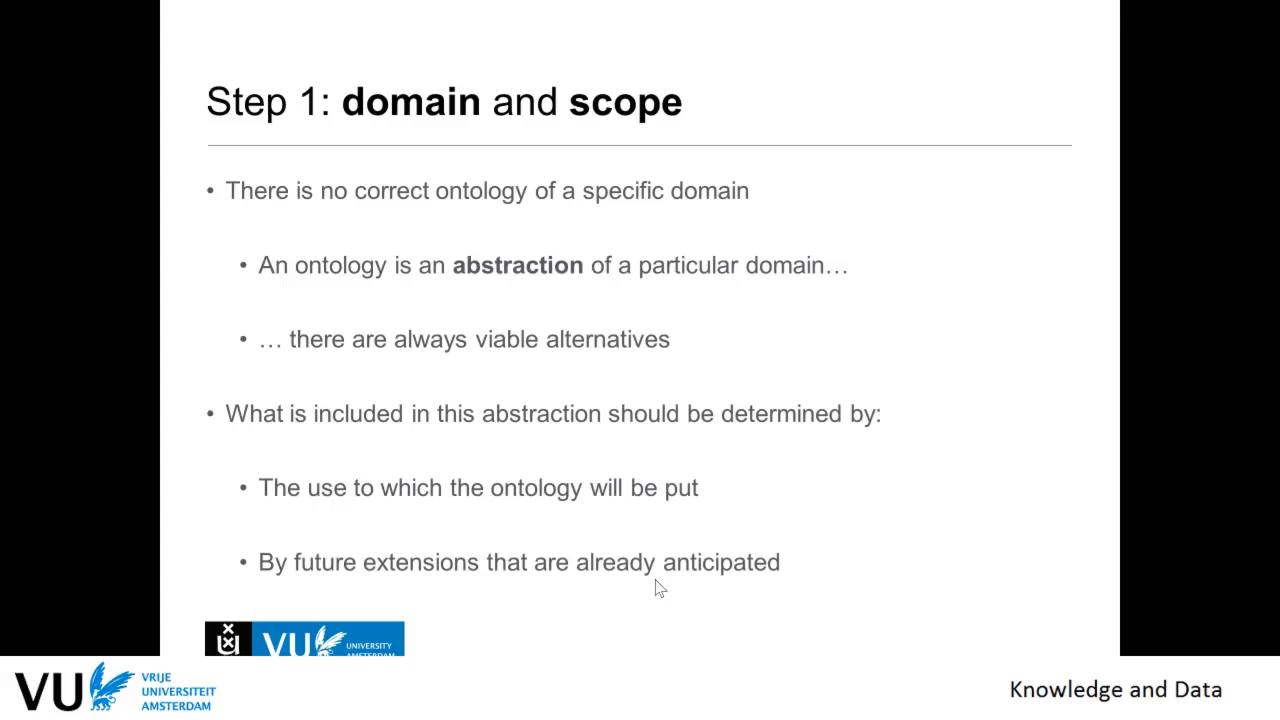 Step 1: domain and scope
• There is no correct ontology of a specific domain
• An ontology is an abstraction of a particular domain…
• … there are always viable alternatives
• What is included in this abstraction should be determined by:
• The use to which the ontology will be put
• By future extensions that are already anticipated
VU UNIVERSITY
AMSTERDAM
VU VRIJE
UNIVERSITEIT
AMSTERDAM
Knowledge and Data